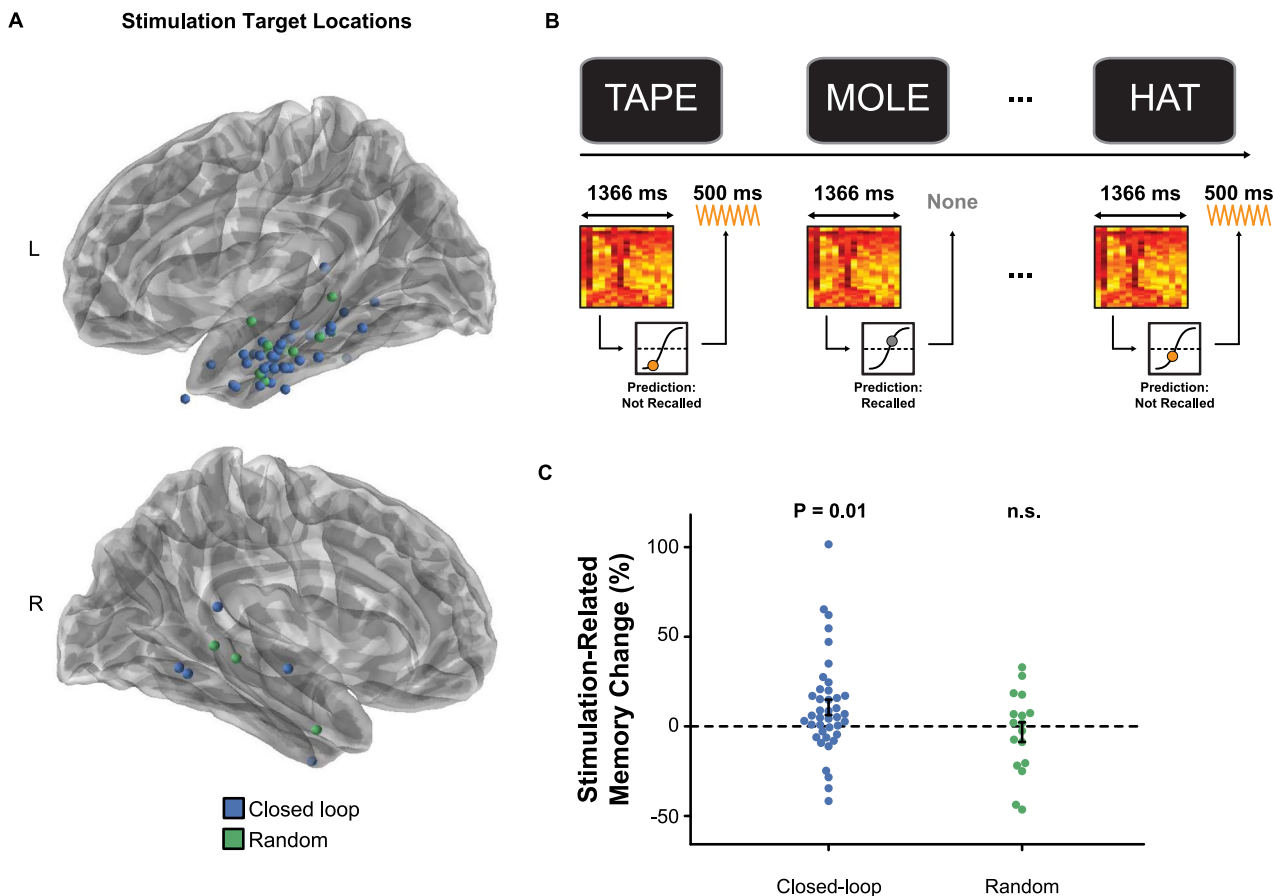 A
Stimulation Target Locations
L
R
Closed loop
Random
B
TAPE
MOLE
...
HAT
1366 ms
500 ms
1366 ms
None
1366 ms
500 ms
...
Prediction:
Not Recalled
Prediction:
Recalled
Prediction:
Not Recalled
C
P = 0.01
n.s.
Stimulation-Related
Memory Change (%)
100
50
0
-50
Closed-loop
Random